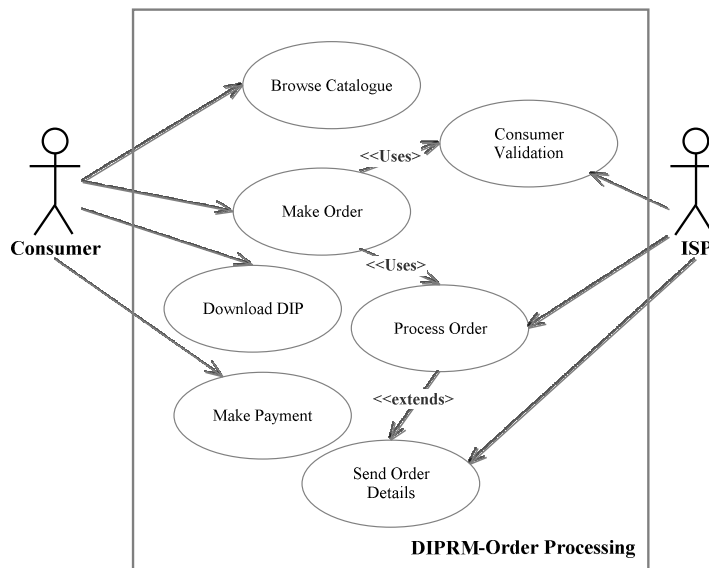 Browse Catalogue
Consumer
Validation
<<Uses>
Make Order
Consumer
ISP
<<Uses>
Download DIP
Process Order
<<extends>
Make Payment
Send Order
Details
DIPRM-Order Processing